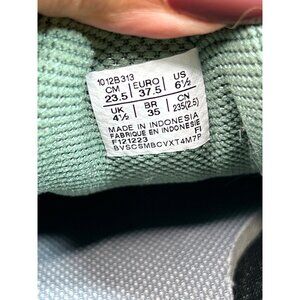 1012B313
CM EURO US
23.5 37.5 6½
UK BR CN
4½ 35 235(2.5)
MADE IN INDONESIA
FABRIQUE EN INDONESIE
F121223 FI
BVSCSMBCVXT4M7P